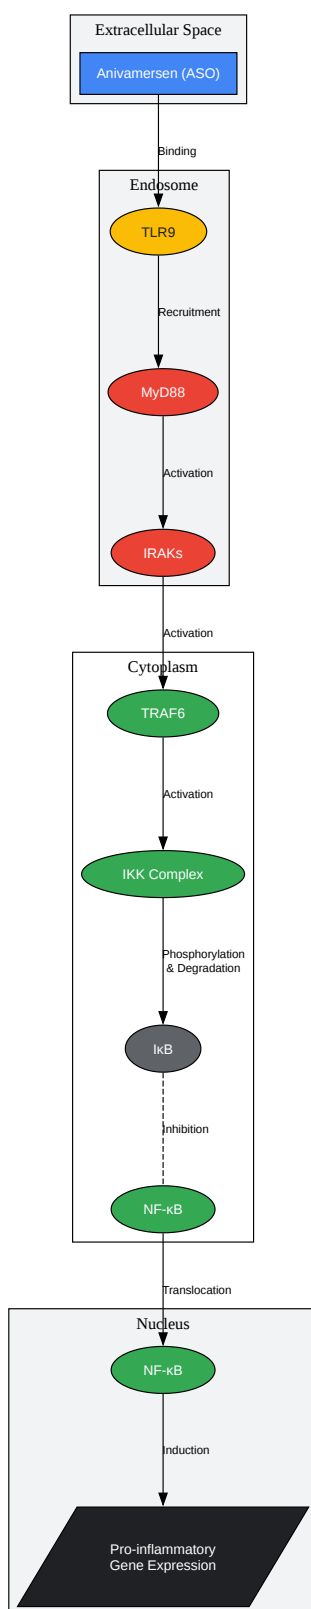 Extracellular Space
Anivamersen (ASO)
Binding
Endosome
TLR9
Recruitment
MyD88
Activation
IRAKs
Activation
Cytoplasm
TRAF6
Activation
IKK Complex
Phosphorylation
& Degradation
IκB
Inhibition
NF-κB
Translocation
Nucleus
NF-κB
Induction
Pro-inflammatory
Gene Expression